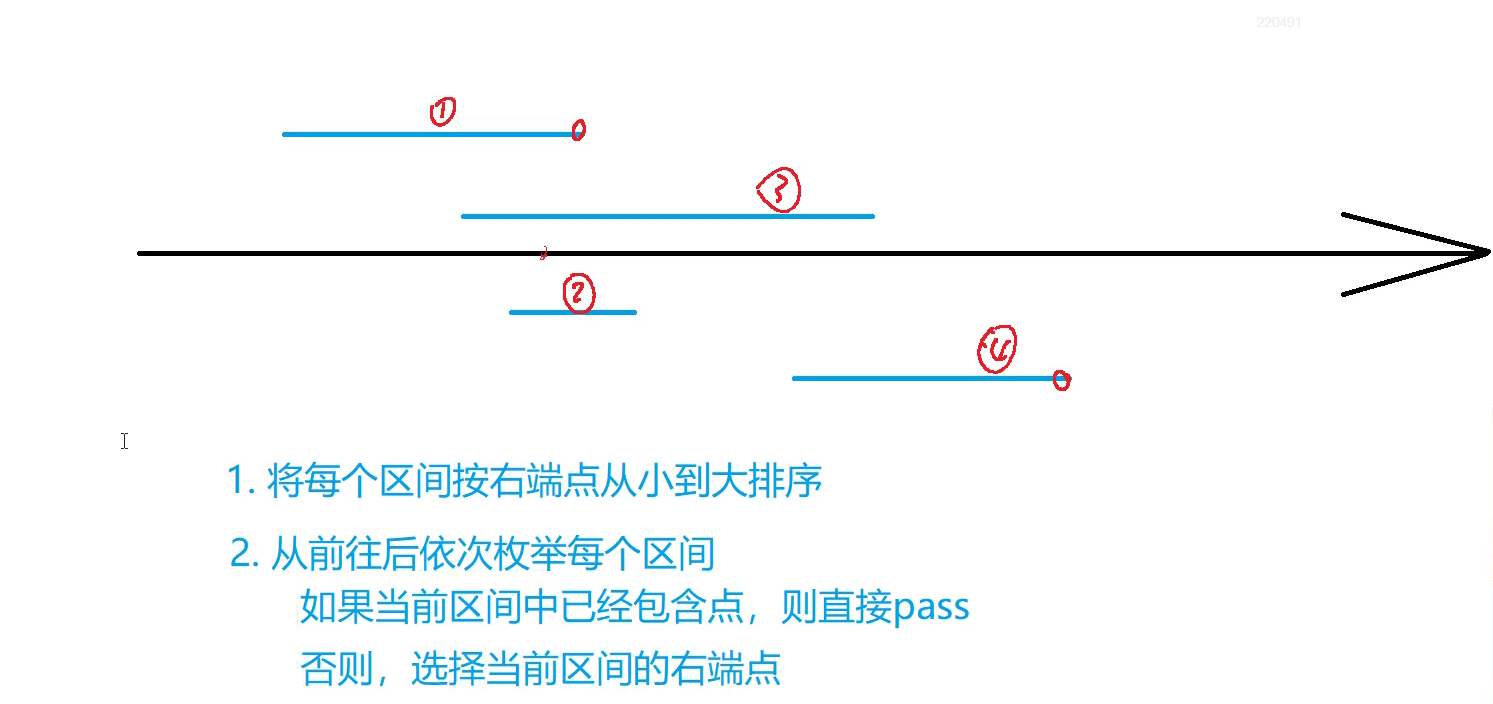 220491
①
③
②
④
1. 将每个区间按右端点从小到大排序
2. 从前往后依次枚举每个区间
如果当前区间中已经包含点，则直接pass
否则，选择当前区间的右端点